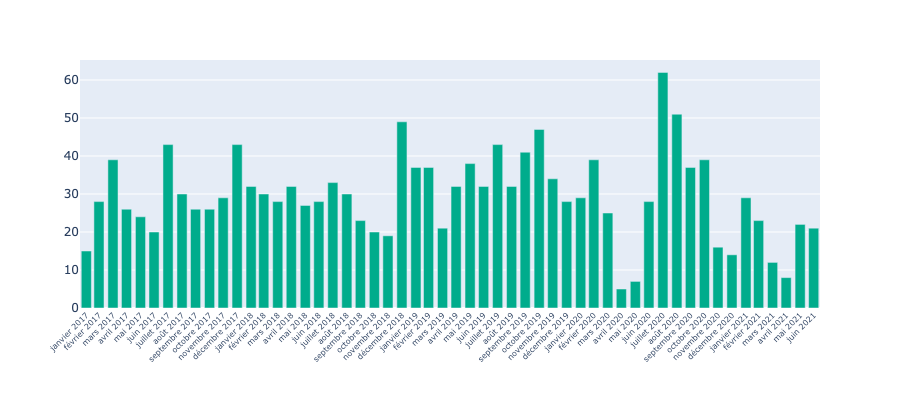 60
50
40
30
20
10
0
janvier 2017
février 2017
mars 2017
avril 2017
mai 2017
juin 2017
juillet 2017
août 2017
septembre 2017
octobre 2017
novembre 2017
décembre 2017
janvier 2018
février 2018
mars 2018
avril 2018
mai 2018
juin 2018
juillet 2018
août 2018
septembre 2018
octobre 2018
novembre 2018
décembre 2018
janvier 2019
février 2019
mars 2019
avril 2019
mai 2019
juin 2019
juillet 2019
août 2019
septembre 2019
octobre 2019
novembre 2019
décembre 2019
janvier 2020
février 2020
mars 2020
avril 2020
mai 2020
juin 2020
juillet 2020
août 2020
septembre 2020
octobre 2020
novembre 2020
décembre 2020
janvier 2021
février 2021
mars 2021
avril 2021
mai 2021
juin 2021